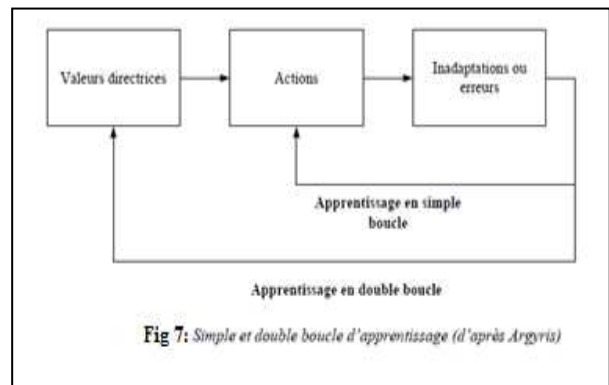 Valeurs directrices
Actions
Inadaptations ou
erreurs
Apprentissage en simple
boucle
Apprentissage en double boucle
Fig 7: Simple et double boucle d'apprentissage (d'après Argyris)